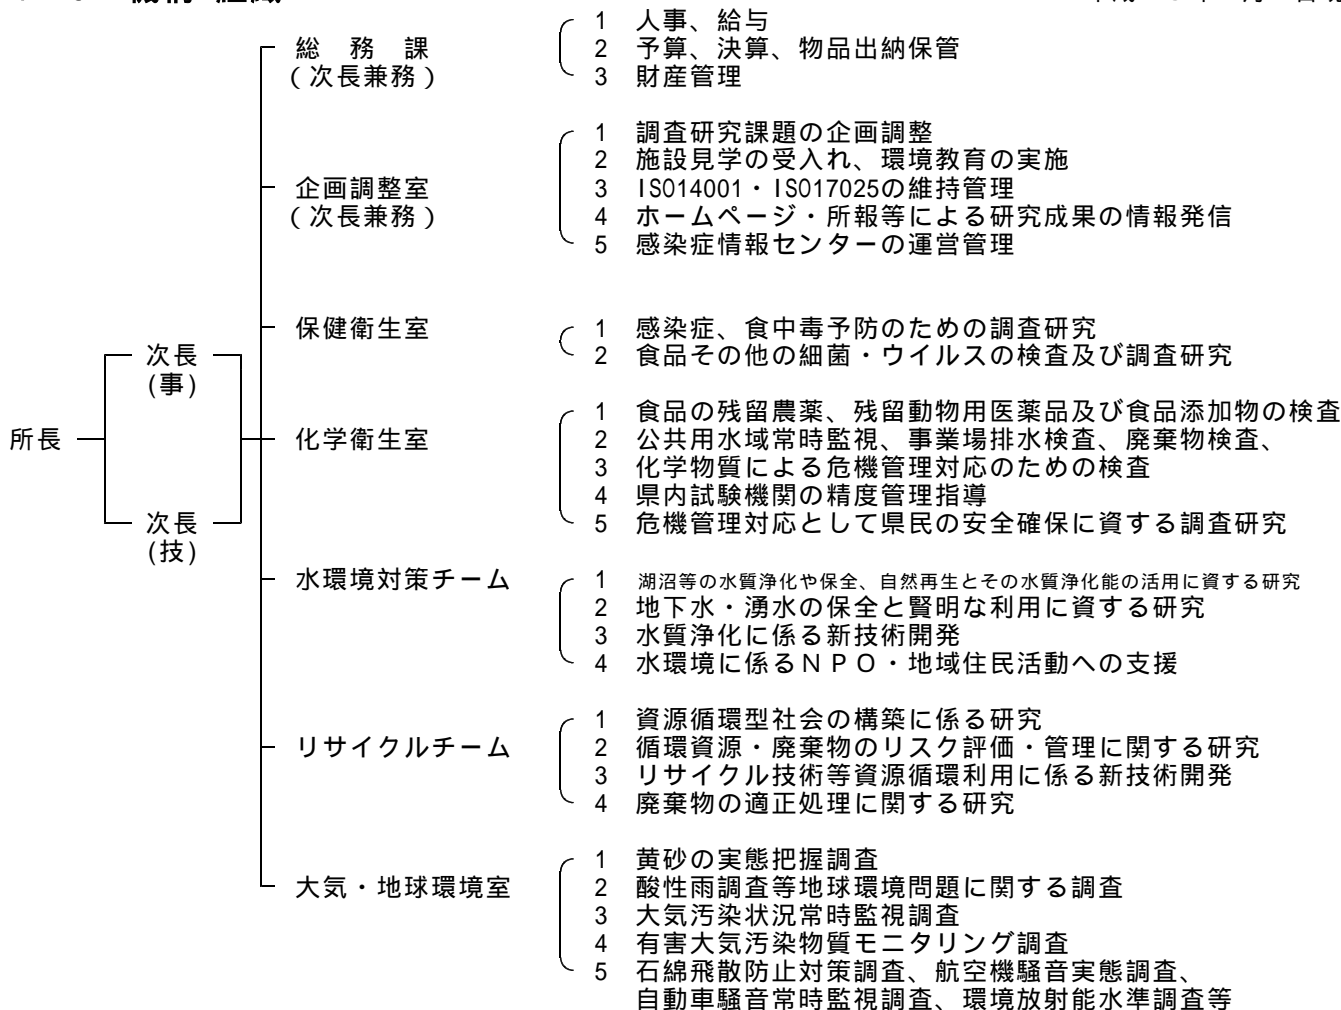 総務課
(次長兼務)
1 人事、給与
2 予算、決算、物品出納保管
3 財産管理
企画調整室
(次長兼務)
1 調査研究課題の企画調整
2 施設見学の受入れ、環境教育の実施
3 ISO14001・ISO17025の維持管理
4 ホームページ・所報等による研究成果の情報発信
5 感染症情報センターの運営管理
保健衛生室
1 感染症、食中毒予防のための調査研究
2 食品その他の細菌・ウイルスの検査及び調査研究
所長
次長
(事)
次長
(技)
化学衛生室
1 食品の残留農薬、残留動物用医薬品及び食品添加物の検査
2 公共用水域常時監視、事業場排水検査、廃棄物検査、
3 化学物質による危機管理対応のための検査
4 県内試験機関の精度管理指導
5 危機管理対応として県民の安全確保に資する調査研究
水環境対策チーム
1 湖沼等の水質浄化や保全、自然再生とその水質浄化能の活用に資する研究
2 地下水・湧水の保全と賢明な利用に資する研究
3 水質浄化に係る新技術開発
4 水環境に係るNPO・地域住民活動への支援
リサイクルチーム
1 資源循環型社会の構築に係る研究
2 循環資源・廃棄物のリスク評価・管理に関する研究
3 リサイクル技術等資源循環利用に係る新技術開発
4 廃棄物の適正処理に関する研究
大気・地球環境室
1 黄砂の実態把握調査
2 酸性雨調査等地球環境問題に関する調査
3 大気汚染状況常時監視調査
4 有害大気汚染物質モニタリング調査
5 石綿飛散防止対策調査、航空機騒音実態調査、
自動車騒音常時監視調査、環境放射能水準調査等